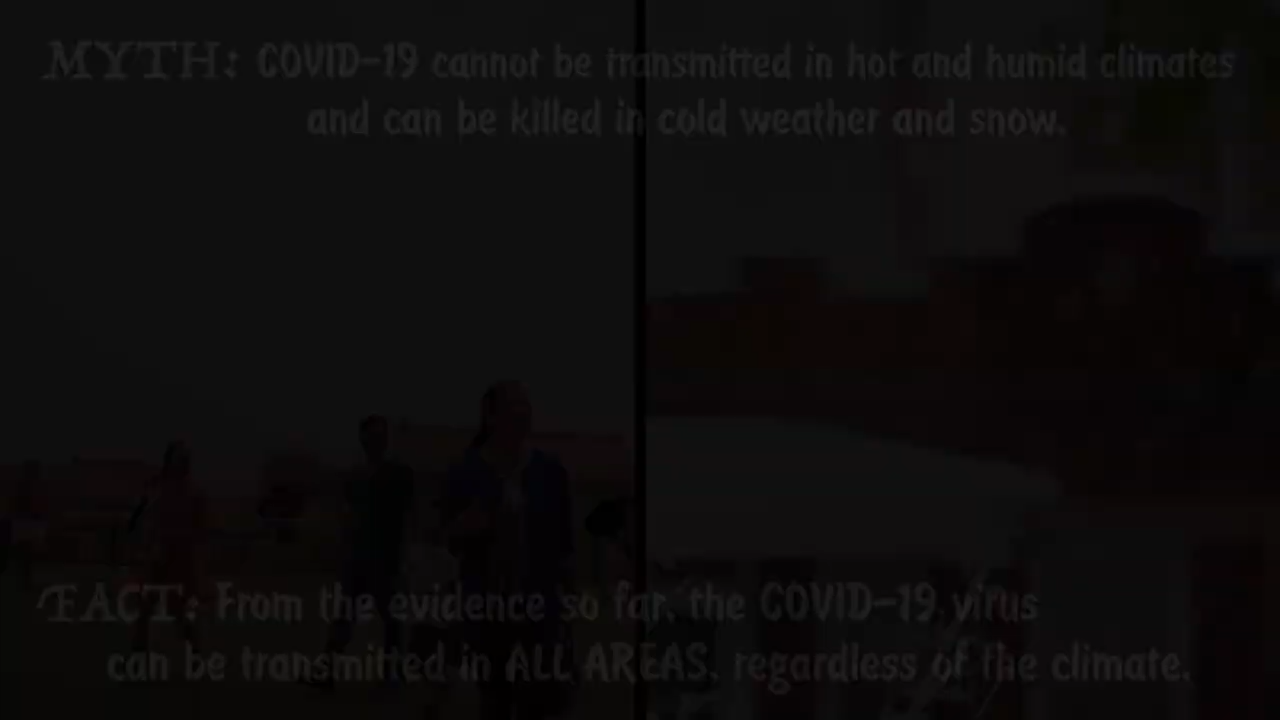 MYTH: COVID-19 cannot be transmitted in hot and humid climates
and can be killed in cold weather and snow.
FACT: From the evidence so far, the COVID-19 virus
can be transmitted in ALL AREAS, regardless of the climate.